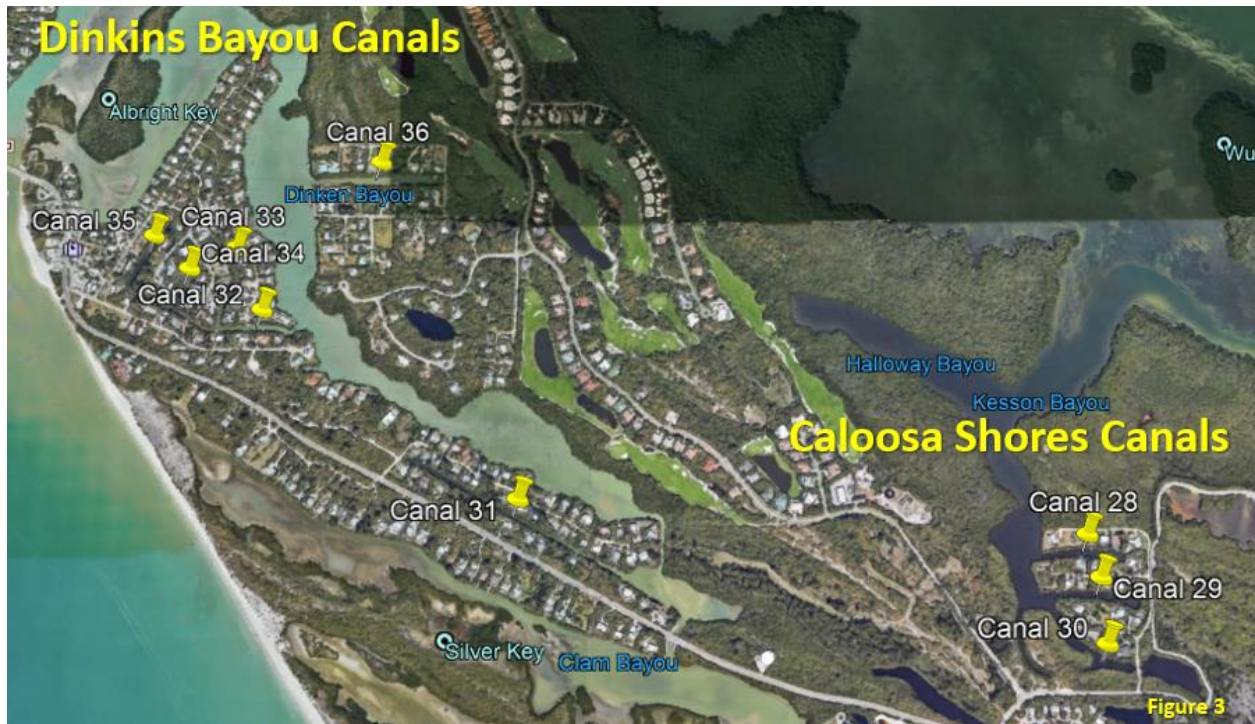 Dinkins Bayou Canals
Albright Key
Canal 36
Wu
Dinken Bayou
Canal 35
Canal 33
Canal 34
Canal 32
Halloway Bayou
Kesson Bayou
Caloosa Shores Canals
Canal 31
Canal 28
Canal 29
Canal 30
Silver Key
Clam Bayou
Figure 3